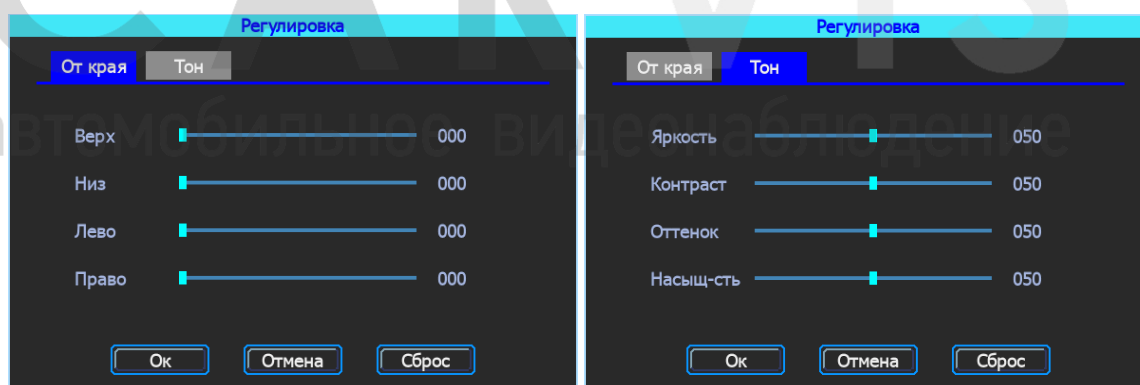 Регулировка
От края Тон
Верх 000
Низ 000
Лево 000
Право 000
Ок Отмена Сброс
Регулировка
От края Тон
Яркость 050
Контраст 050
Оттенок 050
Насыщ-сть 050
Ок Отмена Сброс
CARVIS
автомобильное видеонаблюдение